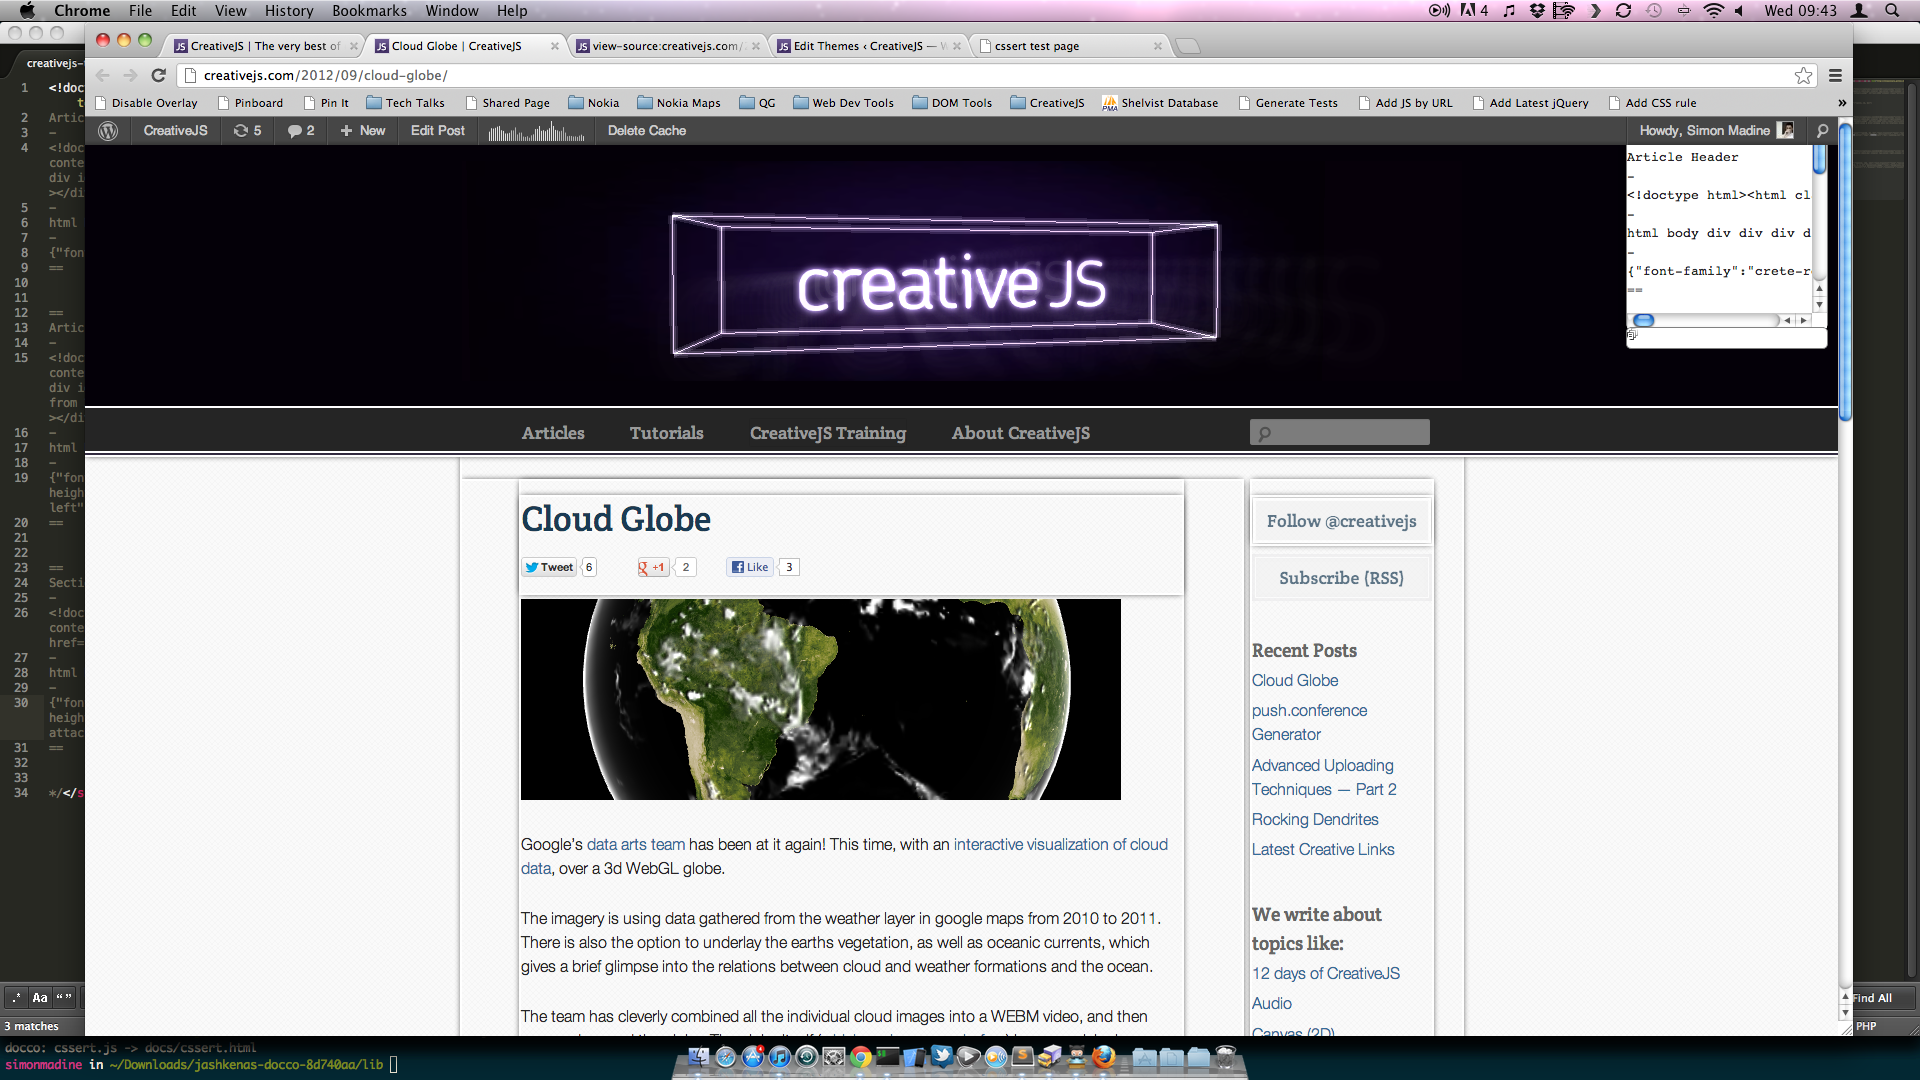 Chrome File Edit View History Bookmarks Window Help
4
Wed 09:43
creativejs-
CreativeJS | The very best of
Cloud Globe | CreativeJS
view-source:creativejs.com/
Edit Themes ‹ CreativeJS — W
cssert test page
creativejs.com/2012/09/cloud-globe/
Disable Overlay Pinboard Pin It Tech Talks Shared Page Nokia Nokia Maps QG Web Dev Tools DOM Tools CreativeJS Shelvist Database Generate Tests Add JS by URL Add Latest jQuery Add CSS rule »
CreativeJS 5 2 + New Edit Post Delete Cache
Howdy, Simon Madine
Article Header
-
<!doctype html><html cl
-
html body div div div d
-
{"font-family":"crete-r
==
creative JS
Articles Tutorials CreativeJS Training About CreativeJS
Cloud Globe
Tweet 6 +1 2 Like 3
Google's data arts team has been at it again! This time, with an interactive visualization of cloud
data, over a 3d WebGL globe.
The imagery is using data gathered from the weather layer in google maps from 2010 to 2011.
There is also the option to underlay the earths vegetation, as well as oceanic currents, which
gives a brief glimpse into the relations between cloud and weather formations and the ocean.
The team has cleverly combined all the individual cloud images into a WEBM video, and then
Follow @creativejs
Subscribe (RSS)
Recent Posts
Cloud Globe
push.conference
Generator
Advanced Uploading
Techniques — Part 2
Rocking Dendrites
Latest Creative Links
We write about
topics like:
12 days of CreativeJS
Audio
Canvas (2D)
1 <!doc
t
2 Artic
3 -
4 <!doc
conte
div i
></di
5 -
6 html
7 -
8 {"fon
9 ==
10
11
12 ==
13 Artic
14 -
15 <!doc
conte
div i
from
></di
16 -
17 html
18 -
19 {"fon
heigh
left"
20 ==
21
22
23 ==
24 Secti
25 -
26 <!doc
conte
href=
27 -
28 html
29 -
30 {"fon
heigh
attac
31 ==
32
33
34 */</s
.* Aa “ ”
Find All
3 matches
PHP
docco: cssert.js -> docs/cssert.html
simonmadine in ~/Downloads/jashkenas-docco-8d740aa/lib